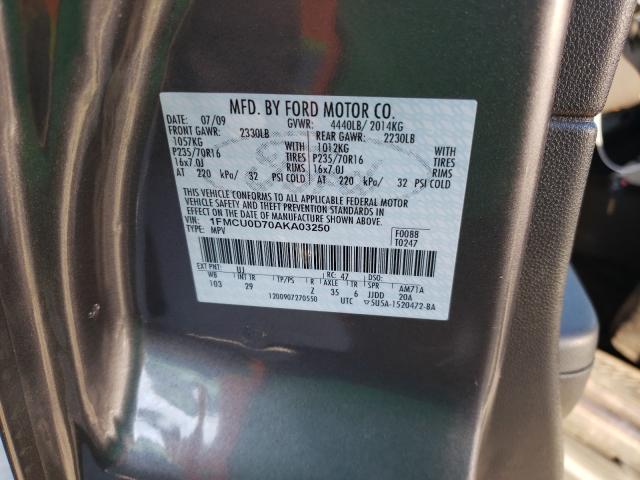 MFD. BY FORD MOTOR CO.
DATE: 07/09 GVWR: 4440LB/ 2014KG
FRONT GAWR: 2330LB REAR GAWR: 2230LB
1057KG WITH 1012KG WITH
P235/70R16 TIRES P235/70R16 TIRES
16x7.0J RIMS 16x7.0J RIMS
AT 220 kPa/ 32 PSI COLD AT 220 kPa/ 32 PSI COLD
THIS VEHICLE CONFORMS TO ALL APPLICABLE FEDERAL MOTOR
VEHICLE SAFETY AND BUMPER AND THEFT PREVENTION STANDARDS IN
EFFECT ON THE DATE OF MANUFACTURE SHOWN ABOVE.
VIN: 1FMCU0D70AKA03250 F0088
TYPE: MPV T0247
EXT PNT: UJ RC: 47 DSO:
WB INT TR TP/PS R AXLE TR SPR AM71A
103 29 Z 35 6 JJDD 20A
1200907270550 UTC 5U5A-1520472-BA